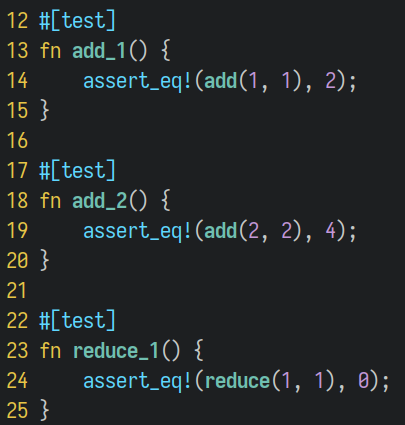 12 #[test]
13 fn add_1() {
14     assert_eq!(add(1, 1), 2);
15 }
16
17 #[test]
18 fn add_2() {
19     assert_eq!(add(2, 2), 4);
20 }
21
22 #[test]
23 fn reduce_1() {
24     assert_eq!(reduce(1, 1), 0);
25 }